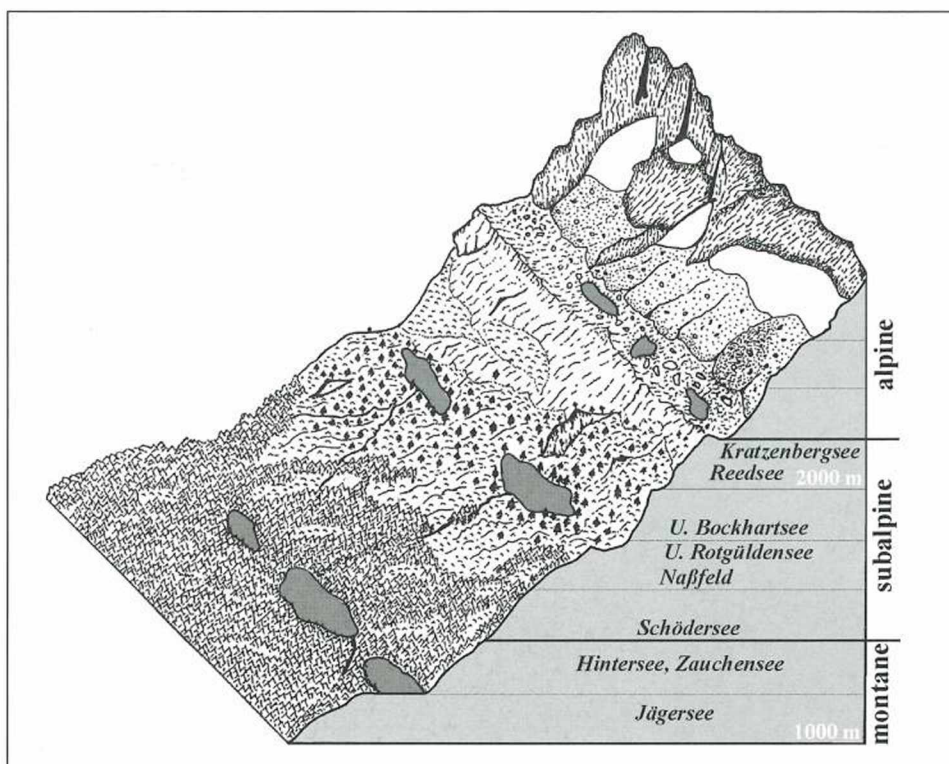 alpine
Kratzenbergsee
Reedsee
2000 m
subalpine
U. Bockhartsee
U. Rotgüldensee
Naßfeld
Schödersee
montane
Hintersee, Zauchensee
Jägersee
1000 m